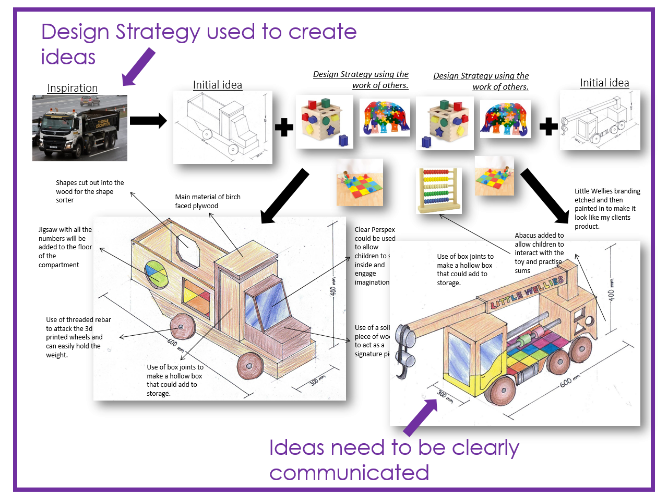 Design Strategy used to create
ideas
Inspiration
Initial idea
Design Strategy using the
work of others.
Design Strategy using the
work of others.
Initial idea
Shapes cut out into the
wood for the shape
sorter
Main material of birch
faced plywood
Jigsaw with all the
numbers will be
added to the floor
of the
compartment
Use of threaded rebar
to attack the 3d
printed wheels and
can easily hold the
weight.
Use of box joints to
make a hollow box
that could add to
storage.
Clear Perspex
could be used
to allow
children to
inside and
engage
imagination
Use of a
piece of
to act as a
signature
400 mm
600 mm
300 mm
Use of box joints to
make a hollow box
that could add to
storage.
Abacus added to
allow children to
interact with the
toy and practise
sums
Little Wellies branding
etched and then
painted in to make it
look like my clients
product.
LITTLE WELLIES
400 mm
300 mm
600 mm
Ideas need to be clearly
communicated